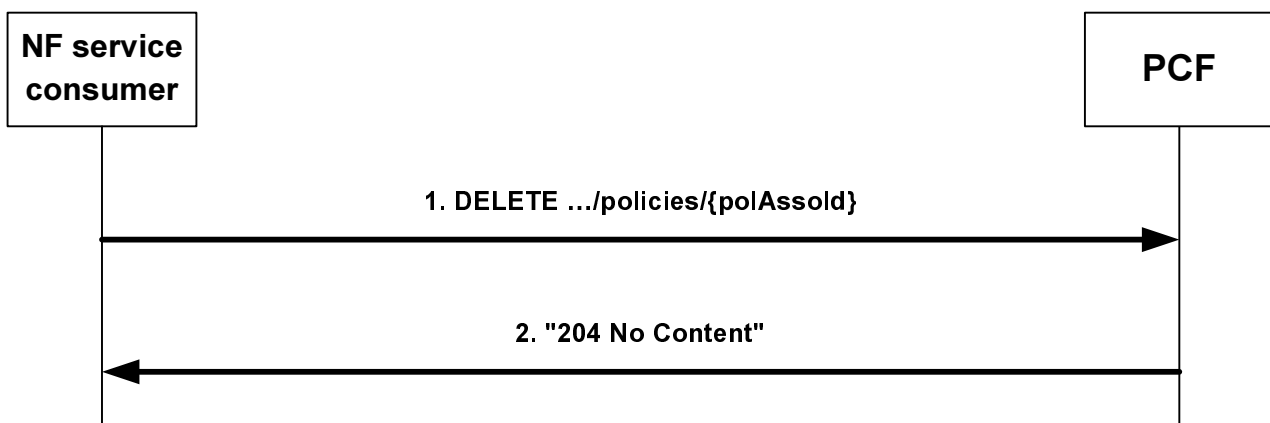 NF service
consumer
PCF
1. DELETE …/policies/{polAssoId}
2. "204 No Content"